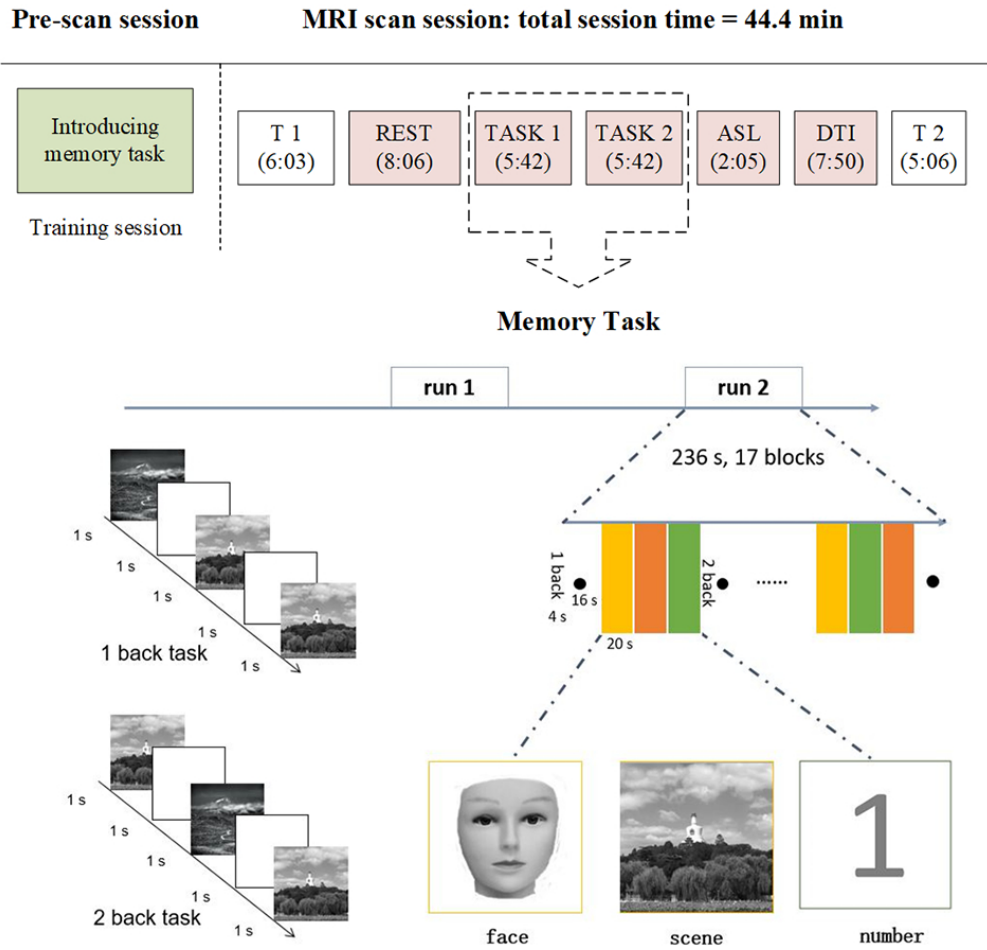 Pre-scan session
MRI scan session: total session time = 44.4 min
Introducing
memory task
Training session
T 1
(6:03)
REST
(8:06)
TASK 1
(5:42)
TASK 2
(5:42)
ASL
(2:05)
DTI
(7:50)
T 2
(5:06)
Memory Task
run 1
run 2
236 s, 17 blocks
1 s
1 s
1 s
1 s
1 s
1 back task
1 back
4 s
16 s
20 s
2 back
......
1 s
1 s
1 s
1 s
1 s
2 back task
1
face
scene
number